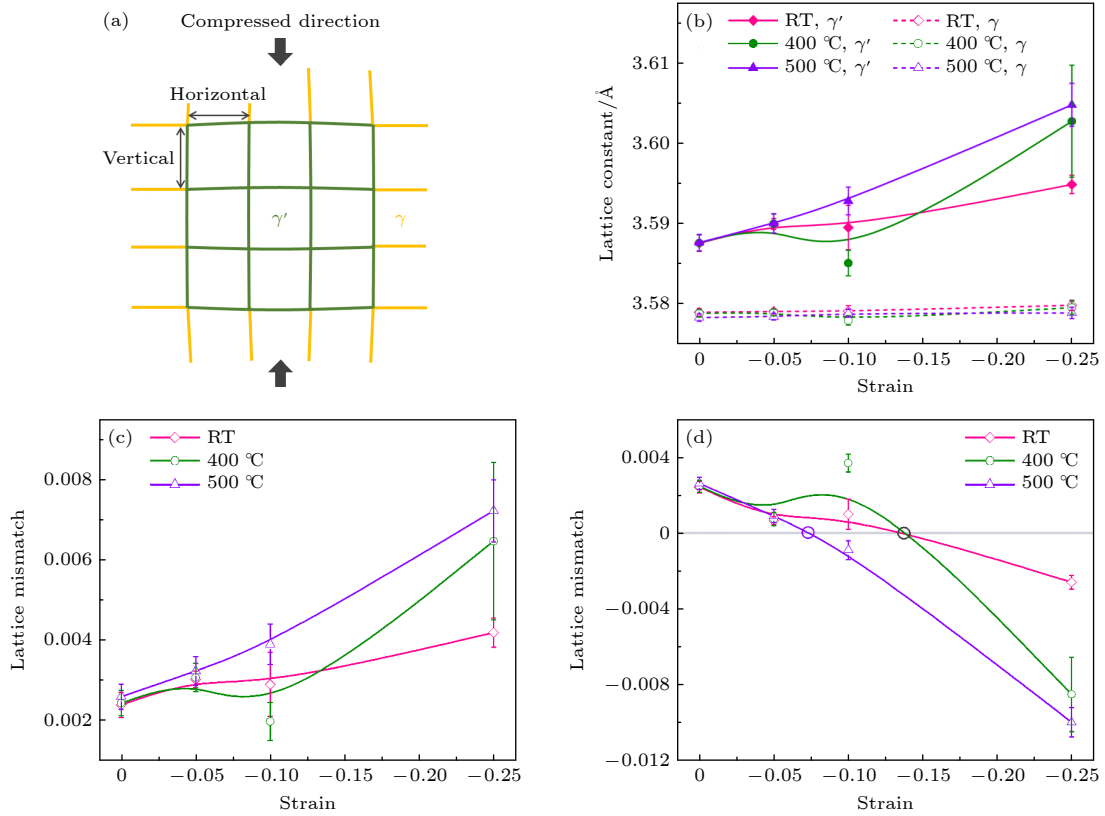 (a)
Compressed direction
Horizontal
Vertical
γ′
γ
(b)
RT, γ′
400 ℃, γ′
500 ℃, γ′
RT, γ
400 ℃, γ
500 ℃, γ
3.61
3.60
3.59
3.58
Lattice constant/Å
0
−0.05
−0.10
−0.15
−0.20
−0.25
Strain
(c)
RT
400 ℃
500 ℃
0.008
0.006
0.004
0.002
Lattice mismatch
0
−0.05
−0.10
−0.15
−0.20
−0.25
Strain
(d)
RT
400 ℃
500 ℃
0.004
0
−0.004
−0.008
−0.012
Lattice mismatch
0
−0.05
−0.10
−0.15
−0.20
−0.25
Strain